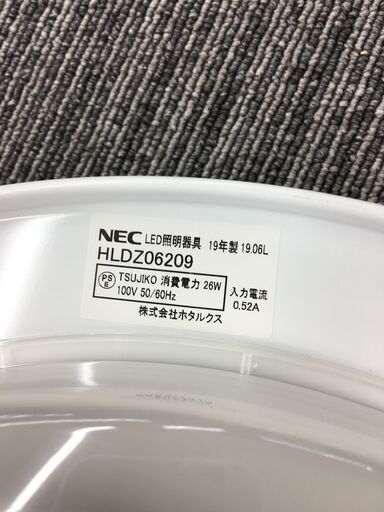 NEC LED照明器具 19年製 19.06L
HLDZ06209
PS E TSUJIKO 消費電力 26W
100V 50/60Hz
入力電流
0.52A
株式会社ホタルクス